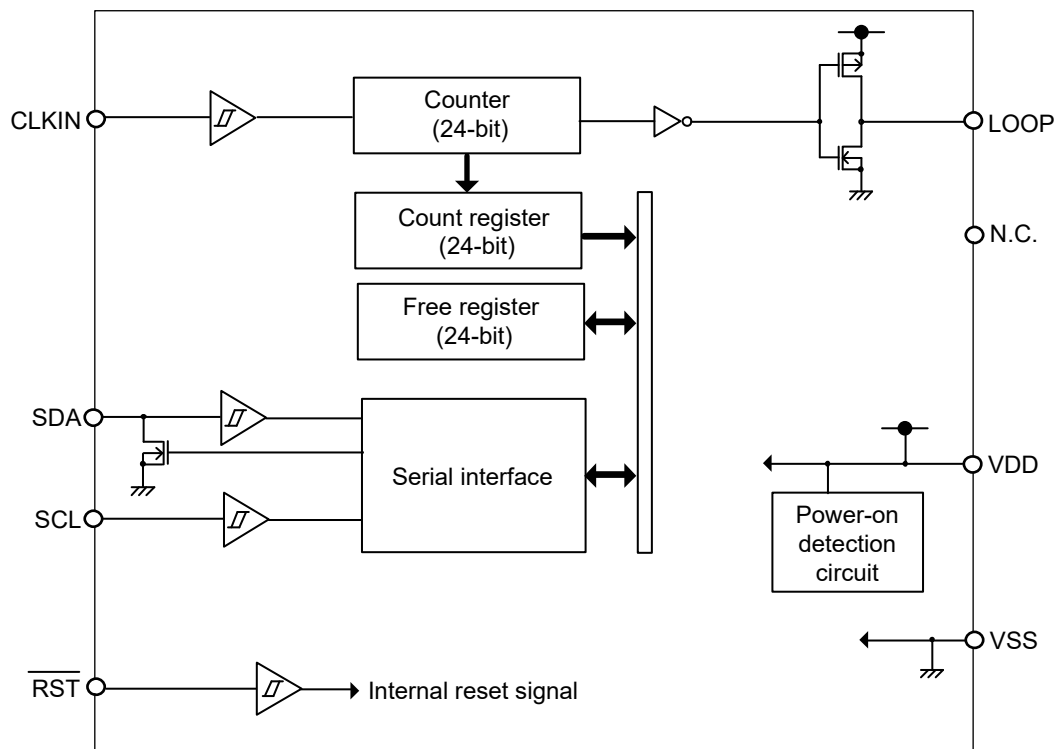 CLKIN
Counter
(24-bit)
LOOP
Count register
(24-bit)
N.C.
Free register
(24-bit)
SDA
Serial interface
VDD
SCL
Power-on
detection
circuit
VSS
RST
Internal reset signal